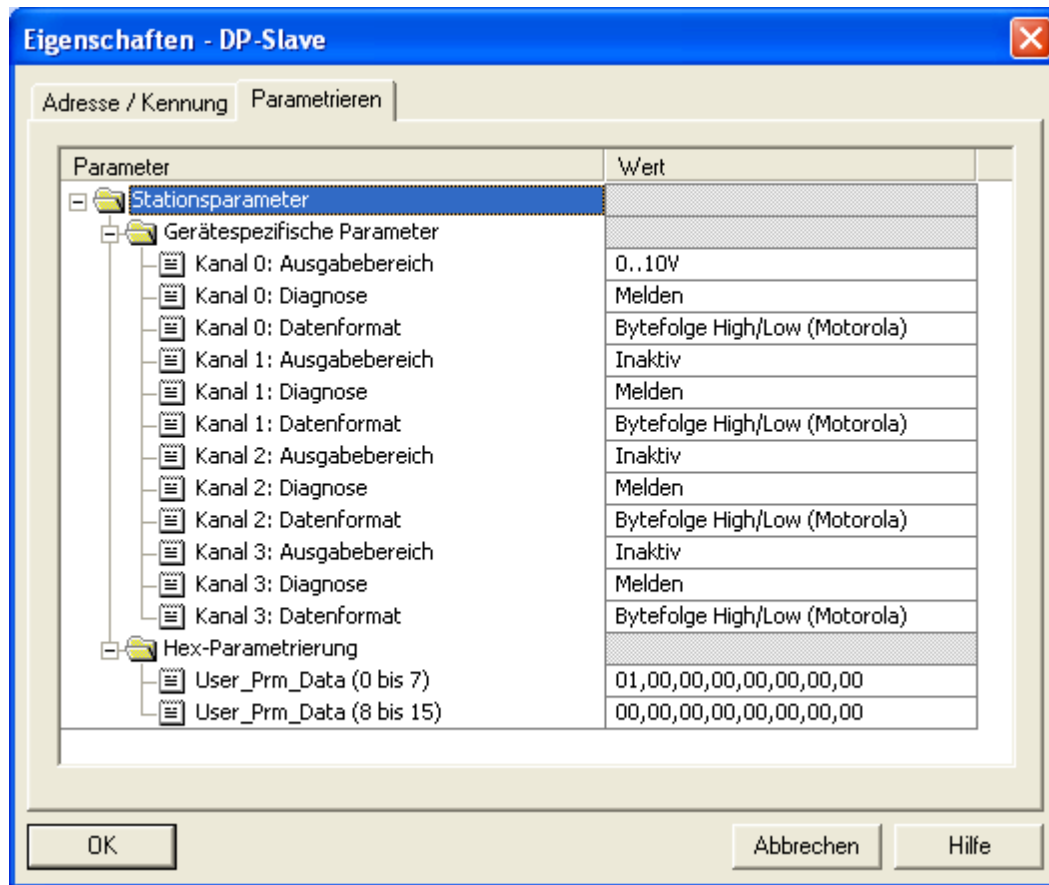 Eigenschaften - DP-Slave
Adresse / Kennung Parametrieren
Parameter Wert
Stationsparameter
Gerätespezifische Parameter
Kanal 0: Ausgabebereich 0..10V
Kanal 0: Diagnose Melden
Kanal 0: Datenformat Bytefolge High/Low (Motorola)
Kanal 1: Ausgabebereich Inaktiv
Kanal 1: Diagnose Melden
Kanal 1: Datenformat Bytefolge High/Low (Motorola)
Kanal 2: Ausgabebereich Inaktiv
Kanal 2: Diagnose Melden
Kanal 2: Datenformat Bytefolge High/Low (Motorola)
Kanal 3: Ausgabebereich Inaktiv
Kanal 3: Diagnose Melden
Kanal 3: Datenformat Bytefolge High/Low (Motorola)
Hex-Parametrierung
User_Prm_Data (0 bis 7) 01,00,00,00,00,00,00,00
User_Prm_Data (8 bis 15) 00,00,00,00,00,00,00,00
OK Abbrechen Hilfe